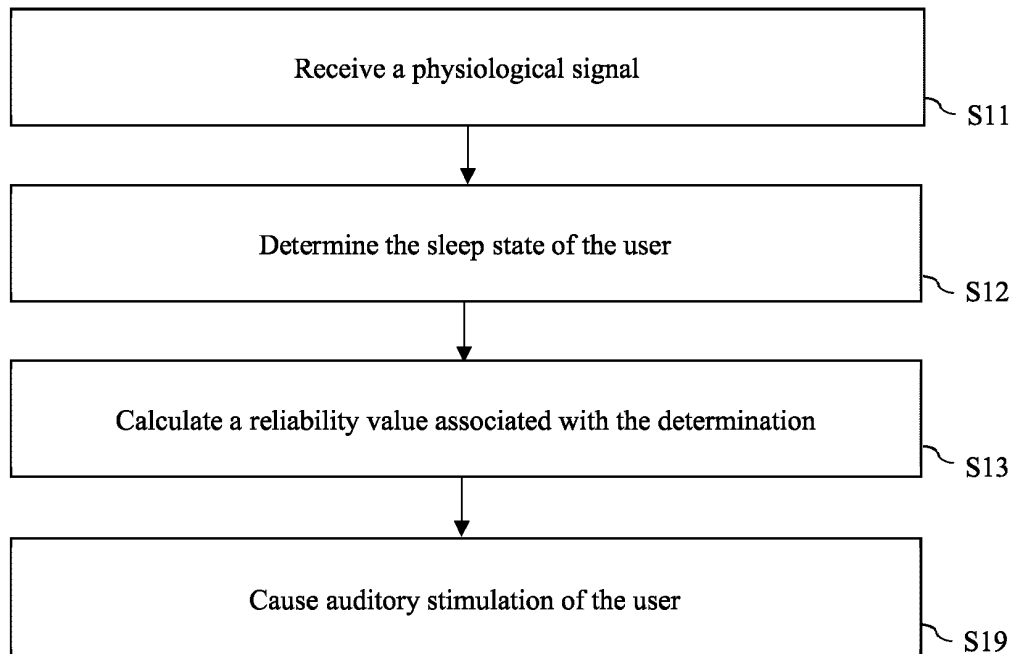 Receive a physiological signal
S11
Determine the sleep state of the user
S12
Calculate a reliability value associated with the determination
S13
Cause auditory stimulation of the user
S19